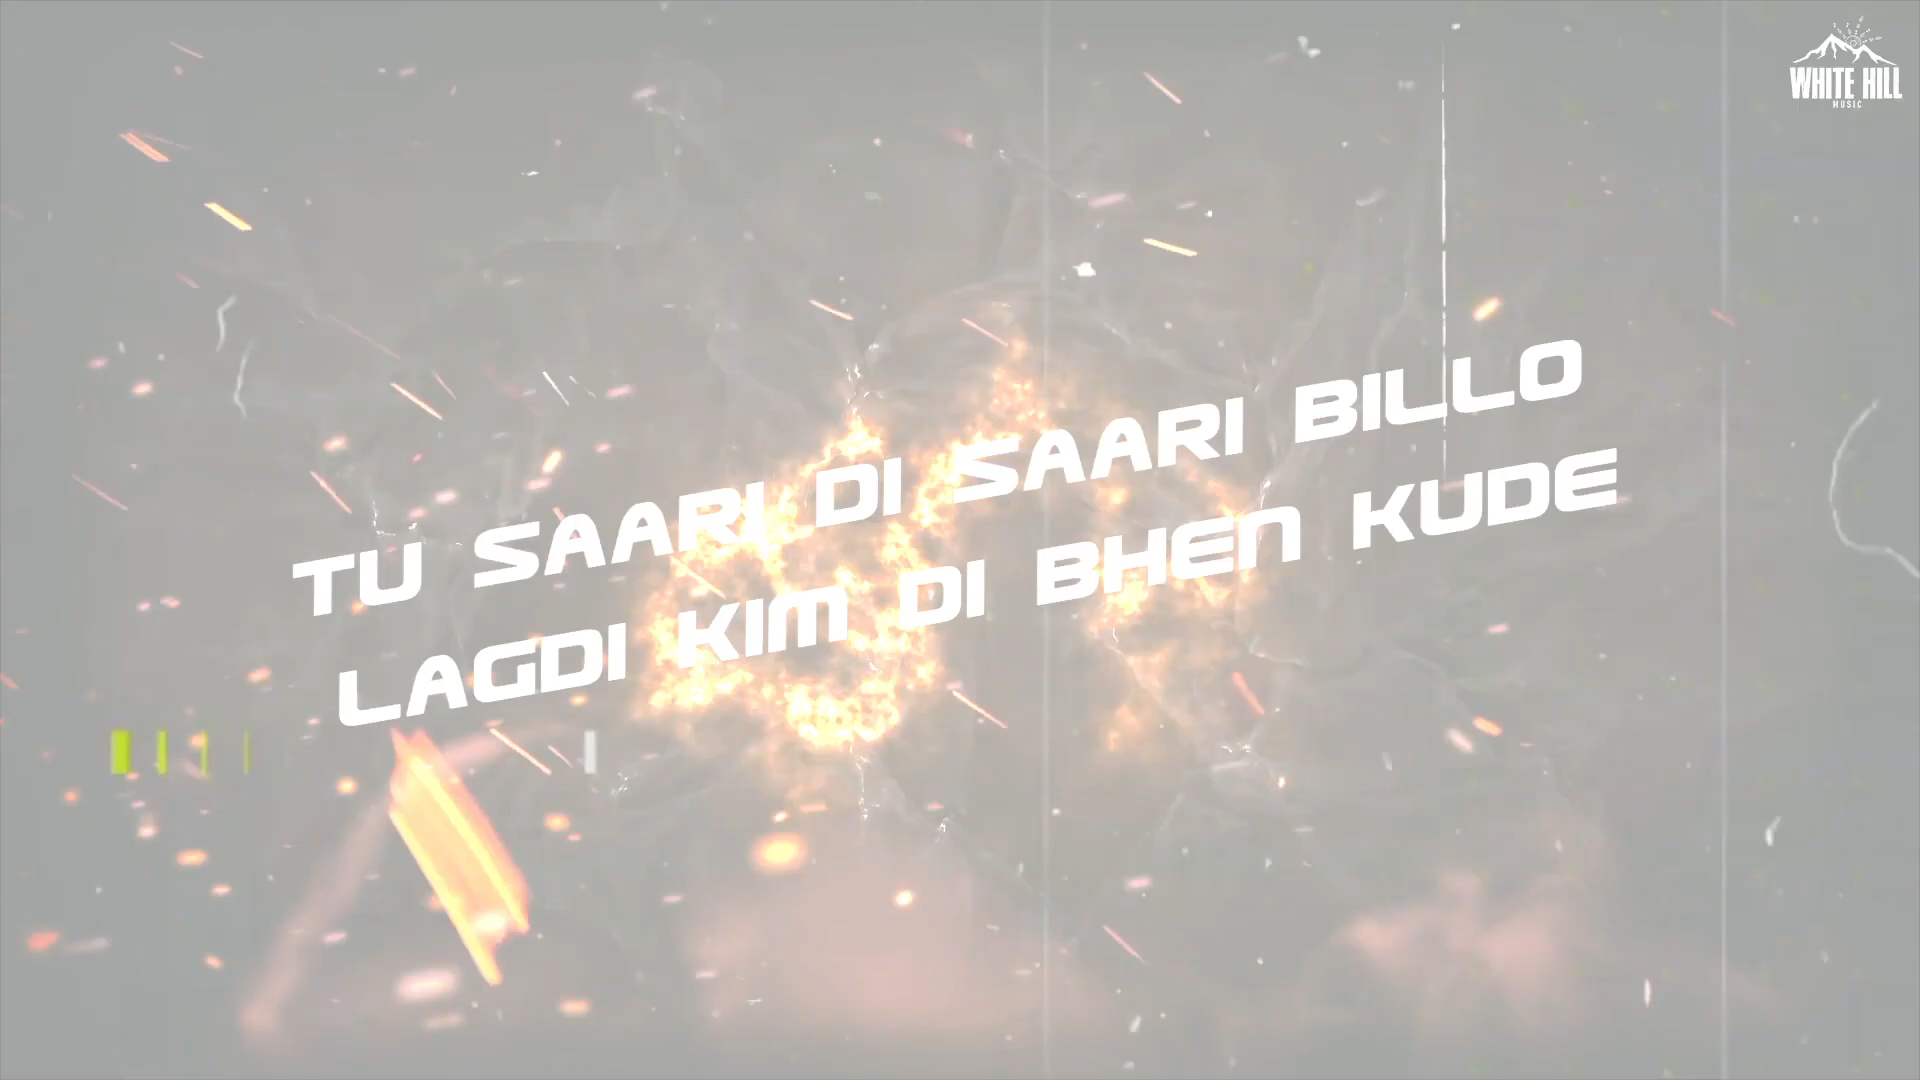 WHITE HILL
MUSIC
TU SAARI DI SAARI BILLO
LAGDI KIM DI BHEN KUDE